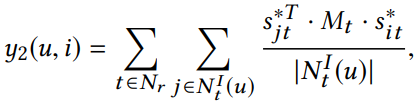 y_2(u, i) = \sum_{t \in N_r} \sum_{j \in N_t^I(u)} \frac{s_{jt}^{*T} \cdot M_t \cdot s_{it}^{*}}{|N_t^I(u)|},